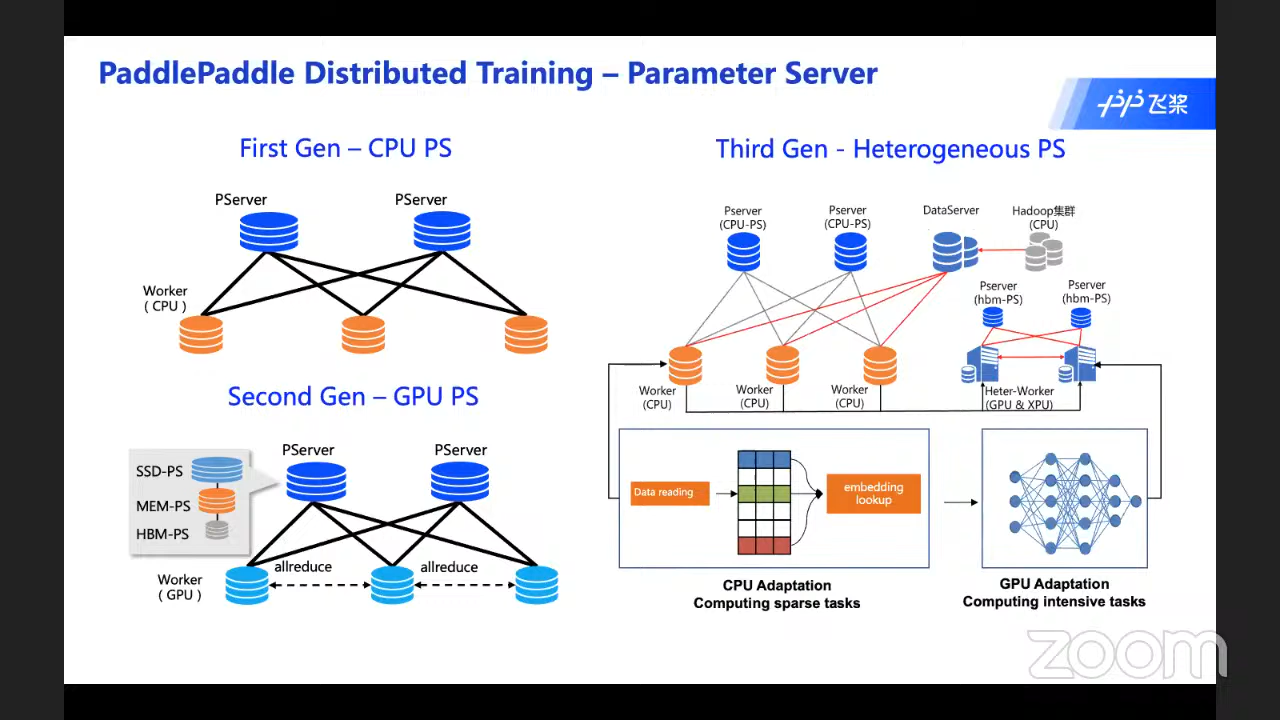 PaddlePaddle Distributed Training – Parameter Server
飞桨
First Gen – CPU PS
PServer
PServer
Worker
( CPU )
Second Gen – GPU PS
PServer
PServer
SSD-PS
MEM-PS
HBM-PS
allreduce
allreduce
Worker
( GPU )
Third Gen - Heterogeneous PS
Pserver
(CPU-PS)
Pserver
(CPU-PS)
DataServer
Hadoop集群
(CPU)
Pserver
(hbm-PS)
Pserver
(hbm-PS)
Worker
(CPU)
Worker
(CPU)
Worker
(CPU)
Heter-Worker
(GPU & XPU)
Data reading
embedding
lookup
CPU Adaptation
Computing sparse tasks
GPU Adaptation
Computing intensive tasks
zoom